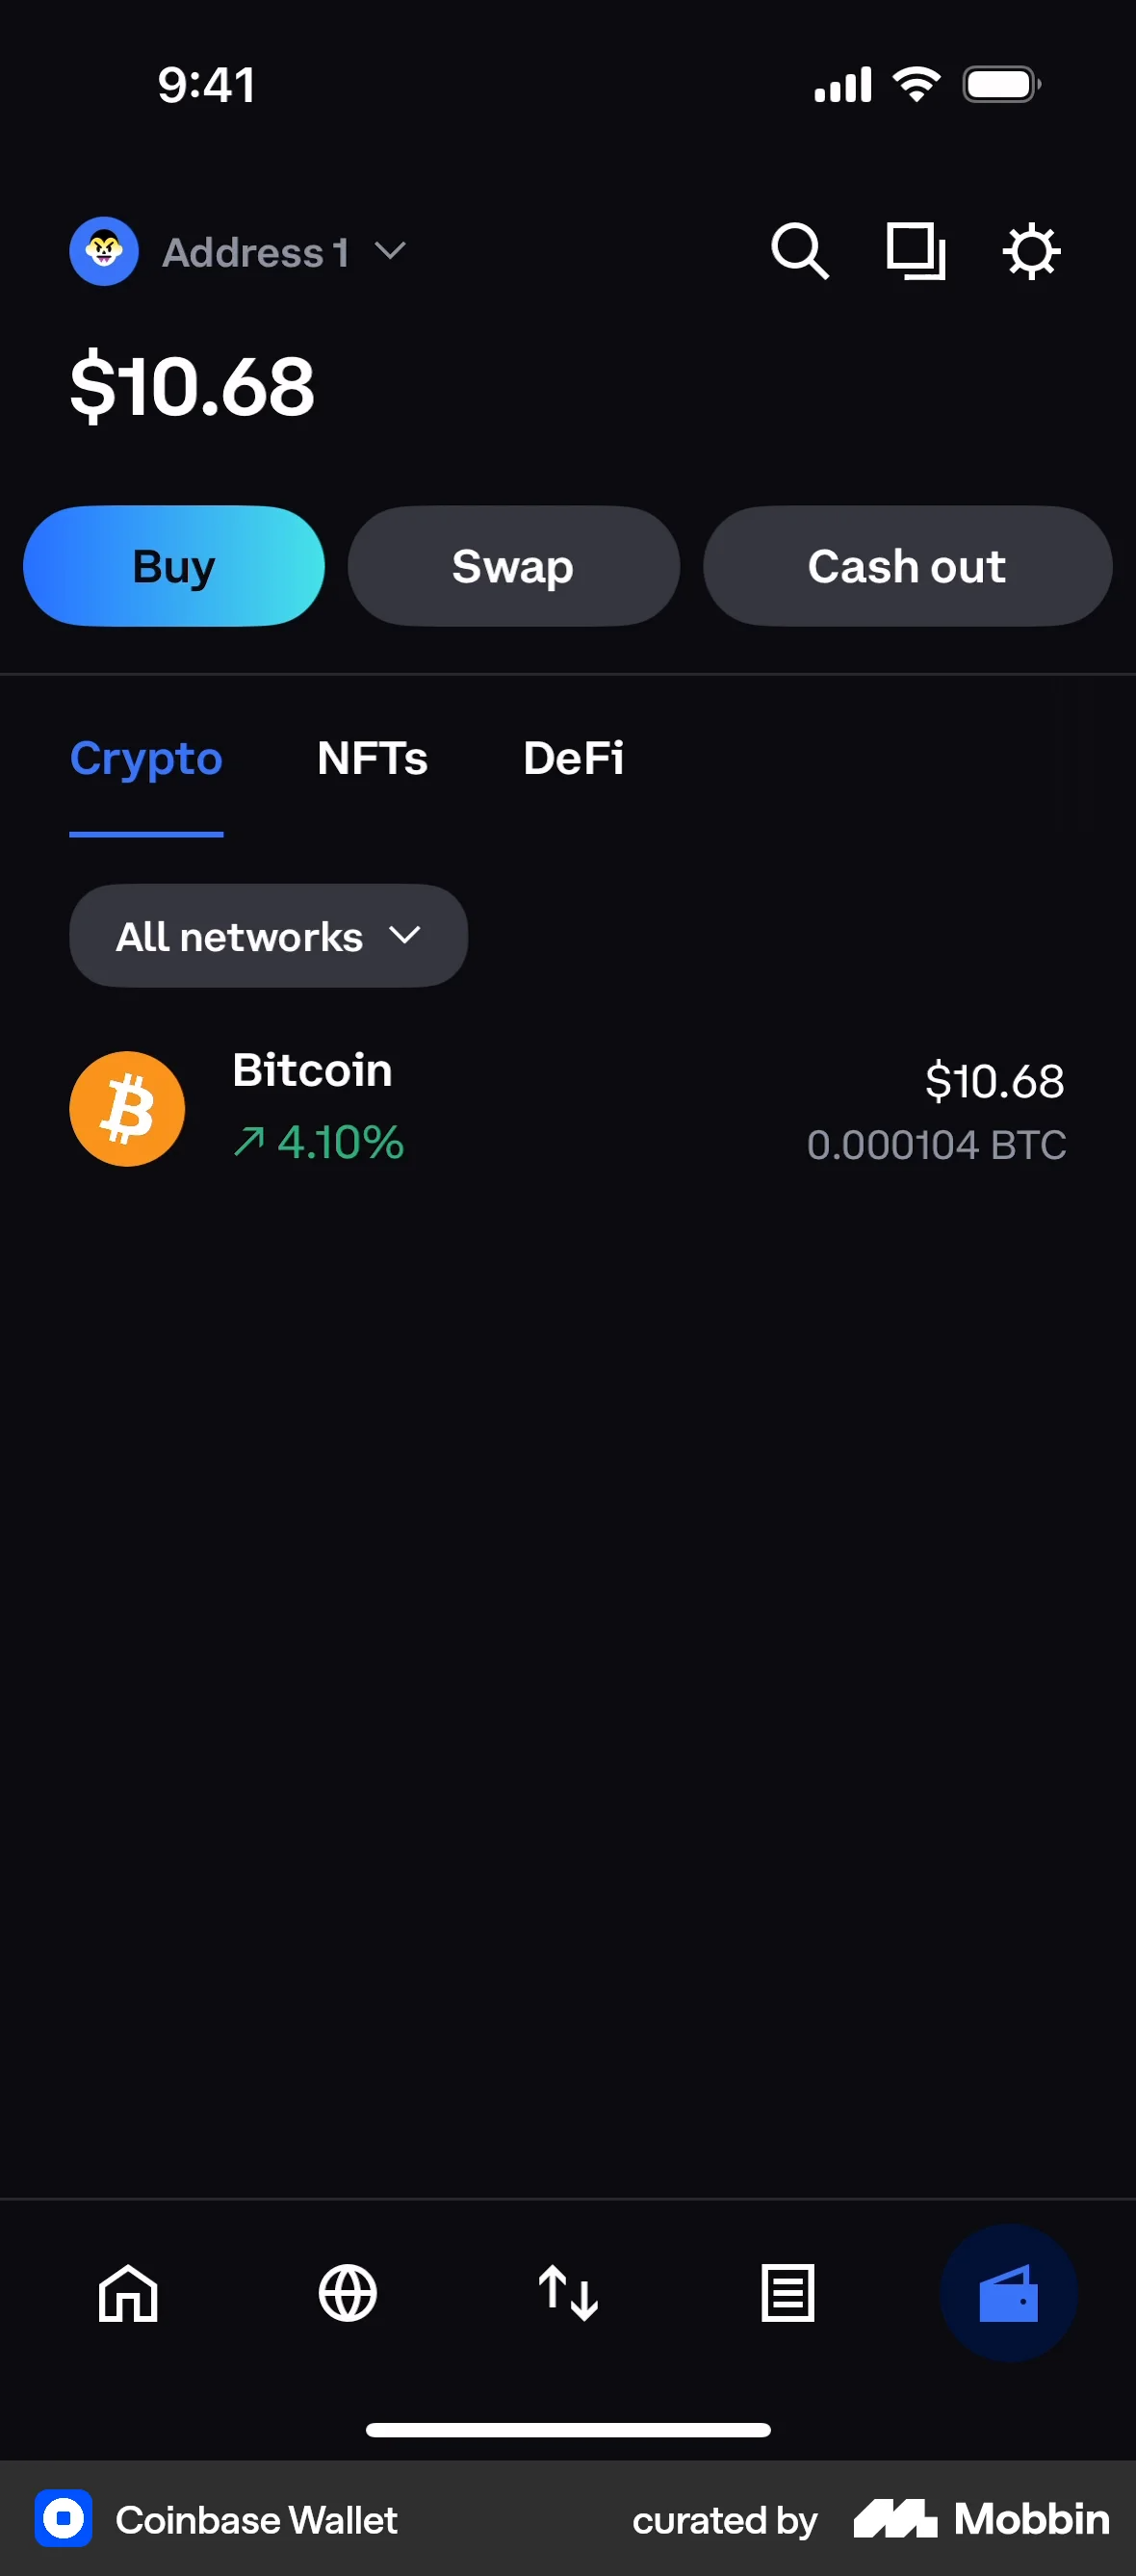 9:41
Address 1
$10.68
Buy Swap Cash out
Crypto NFTs DeFi
All networks
Bitcoin $10.68
4.10% 0.000104 BTC
Coinbase Wallet curated by Mobbin